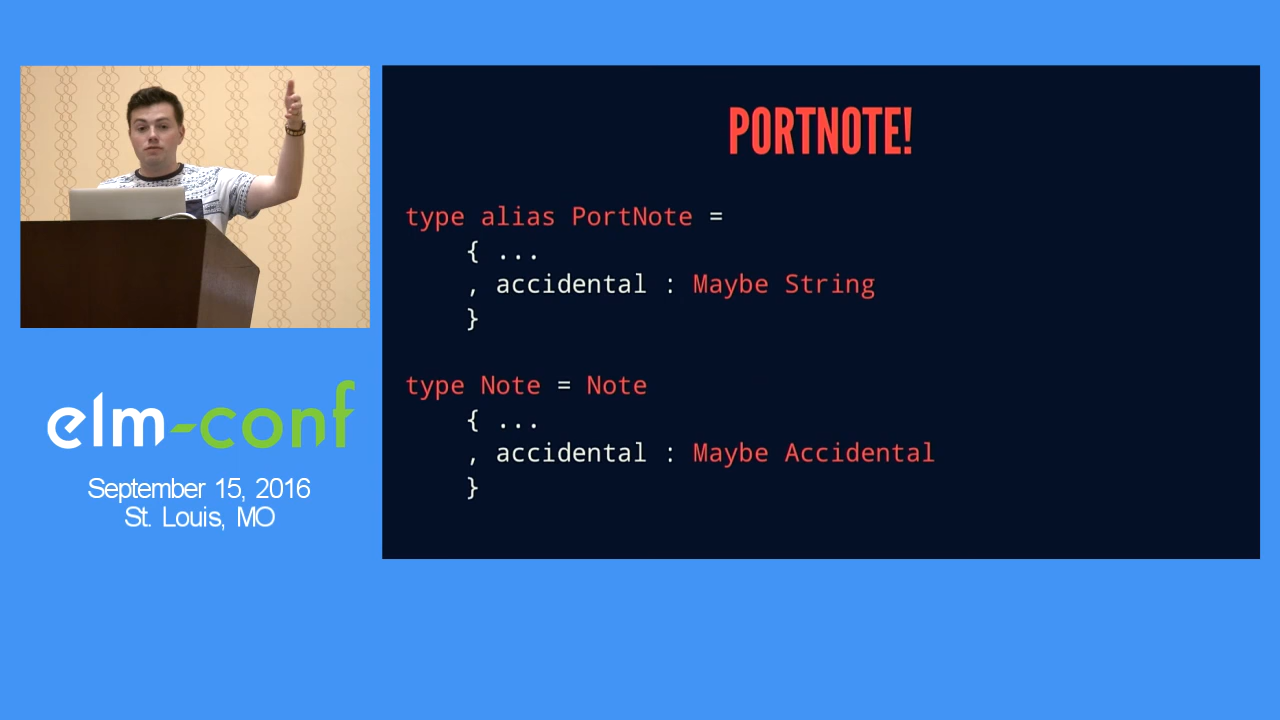 PORTNOTE!
type alias PortNote =
{ ...
, accidental : Maybe String
}
type Note = Note
{ ...
, accidental : Maybe Accidental
}
elm-conf
September 15, 2016
St. Louis, MO